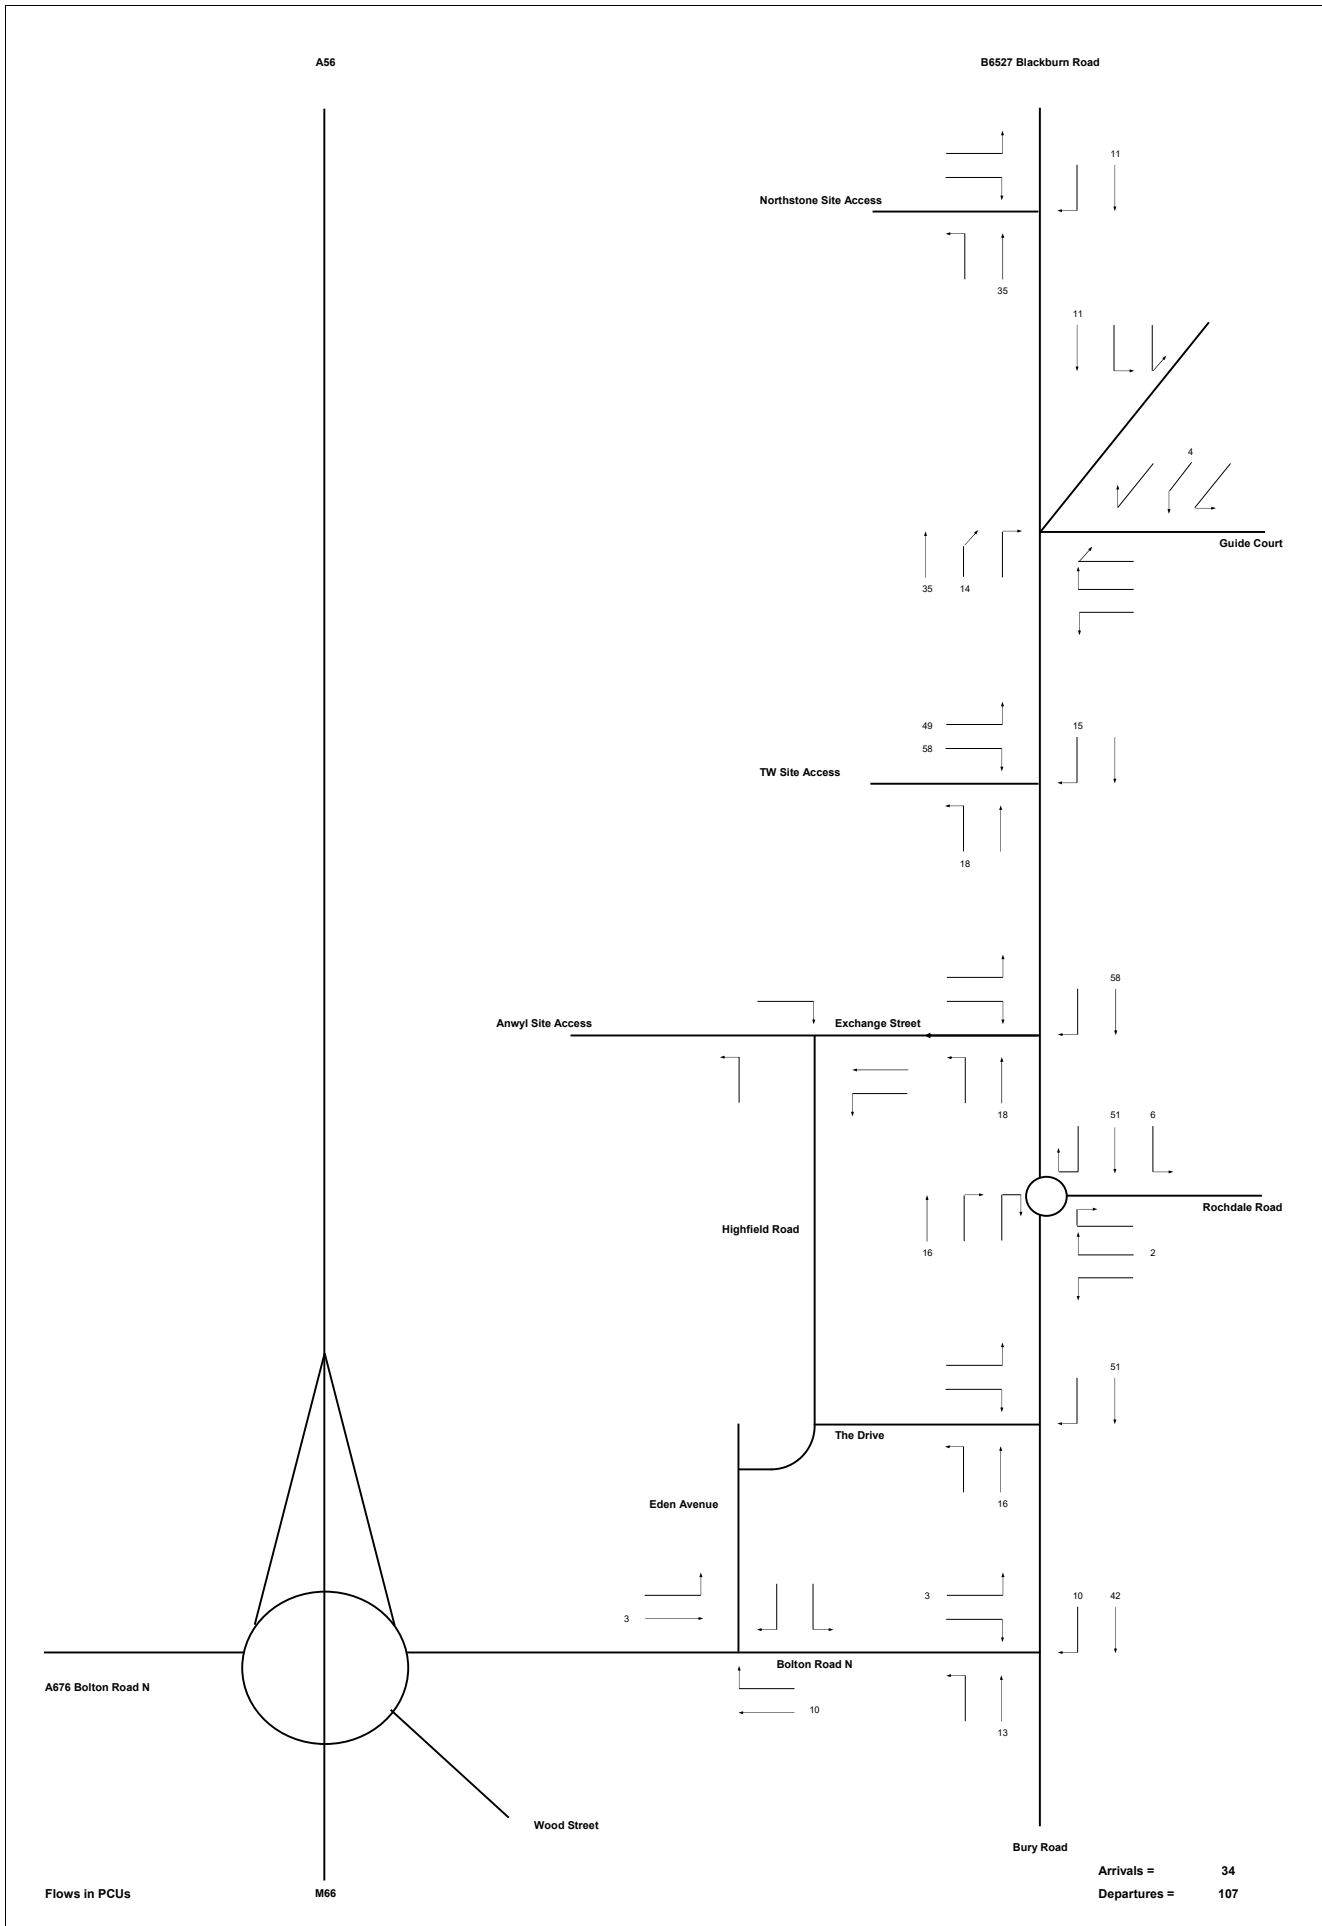 A56
B6527 Blackburn Road
11
Northstone Site Access
35
11
4
Guide Court
35
14
49
15
58
TW Site Access
18
58
Anwyl Site Access
Exchange Street
18
51
6
Rochdale Road
Highfield Road
16
2
51
The Drive
16
Eden Avenue
3
10
42
3
Bolton Road N
A676 Bolton Road N
10
13
Wood Street
Bury Road
Arrivals =
34
Flows in PCUs
M66
Departures =
107